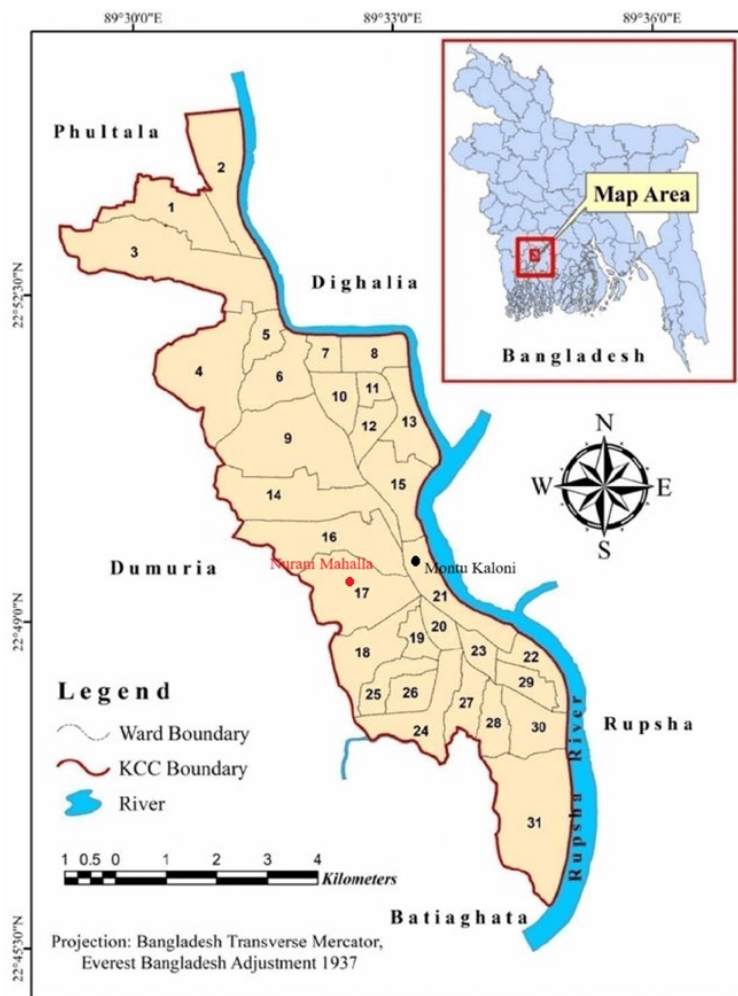 89°30'0"E 89°33'0"E 89°36'0"E
Phultala
2
1
3
Map Area
Dighalia
22°52'30"N
Bangladesh
5
7
8
4
6
10
11
12
13
9
N
W E
S
15
14
16
Dumuria
Nurani Mahalla
Montu Kaloni
17
21
22°49'0"N
20
19
18
23
22
29
25
26
27
28
30
24
Rupsha
Rupsha River
31
Legend
Ward Boundary
KCC Boundary
River
1 0.5 0 1 2 3 4
Kilometers
Batiaghata
Projection: Bangladesh Transverse Mercator,
Everest Bangladesh Adjustment 1937
22°45'30"N